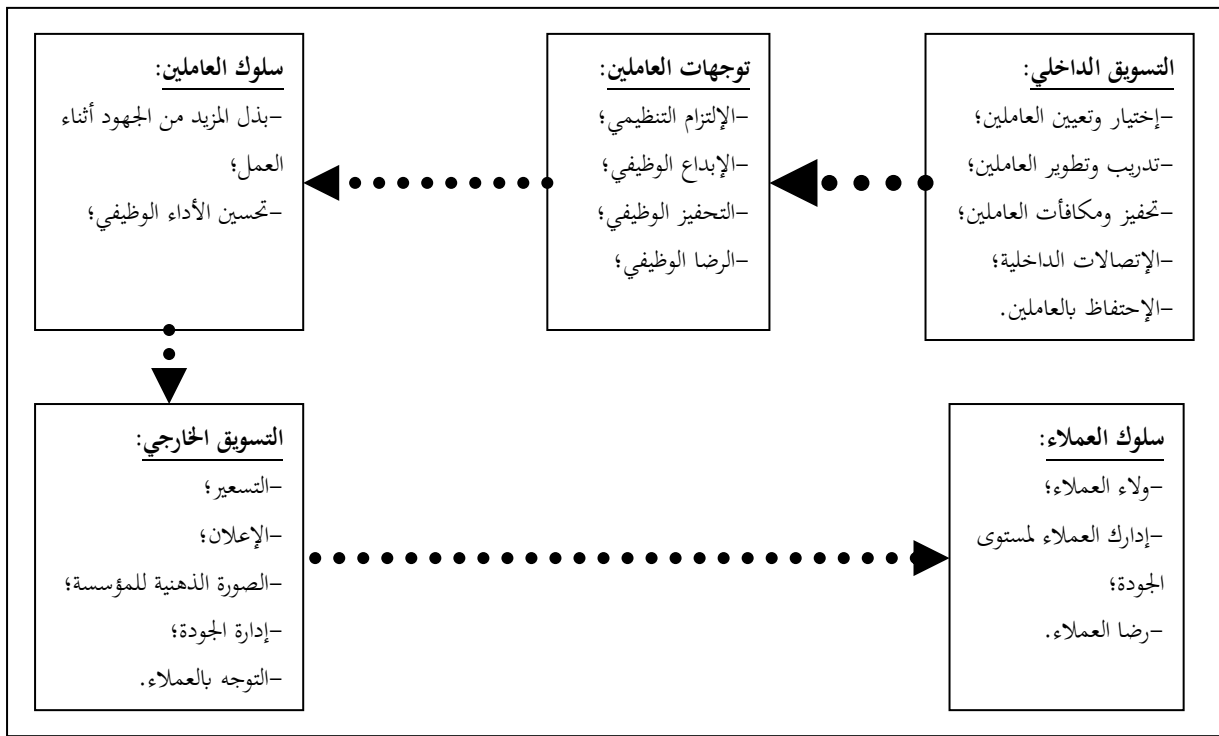 التسويق الداخلي:
-إختيار وتعيين العاملين؛
-تدريب وتطوير العاملين؛
-تحفيز ومكافأت العاملين؛
-الإتصالات الداخلية؛
-الإحتفاظ بالعاملين.
توجهات العاملين:
-الإلتزام التنظيمي؛
-الإبداع الوظيفي؛
-التحفيز الوظيفي؛
-الرضا الوظيفي؛
سلوك العاملين:
-بذل المزيد من الجهود أثناء
العمل؛
-تحسين الأداء الوظيفي؛
التسويق الخارجي:
-التسعير؛
-الإعلان؛
-الصورة الذهنية للمؤسسة؛
-إدارة الجودة؛
-التوجه بالعملاء.
سلوك العملاء:
-ولاء العملاء؛
-إدارك العملاء لمستوى
الجودة؛
-رضا العملاء.